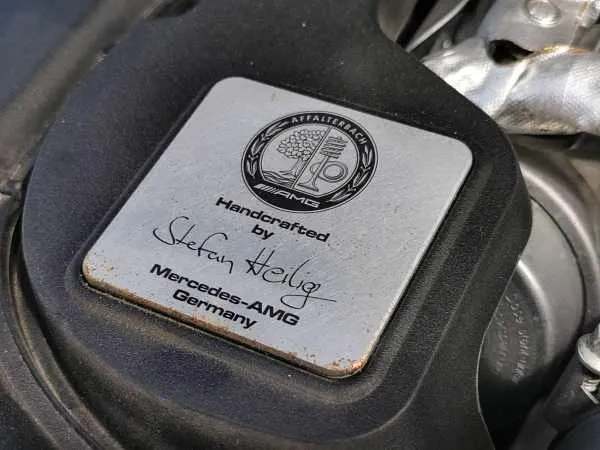 AFFALTERBACH
AMG
Handcrafted
by
Stefan Heilig
Mercedes-AMG
Germany